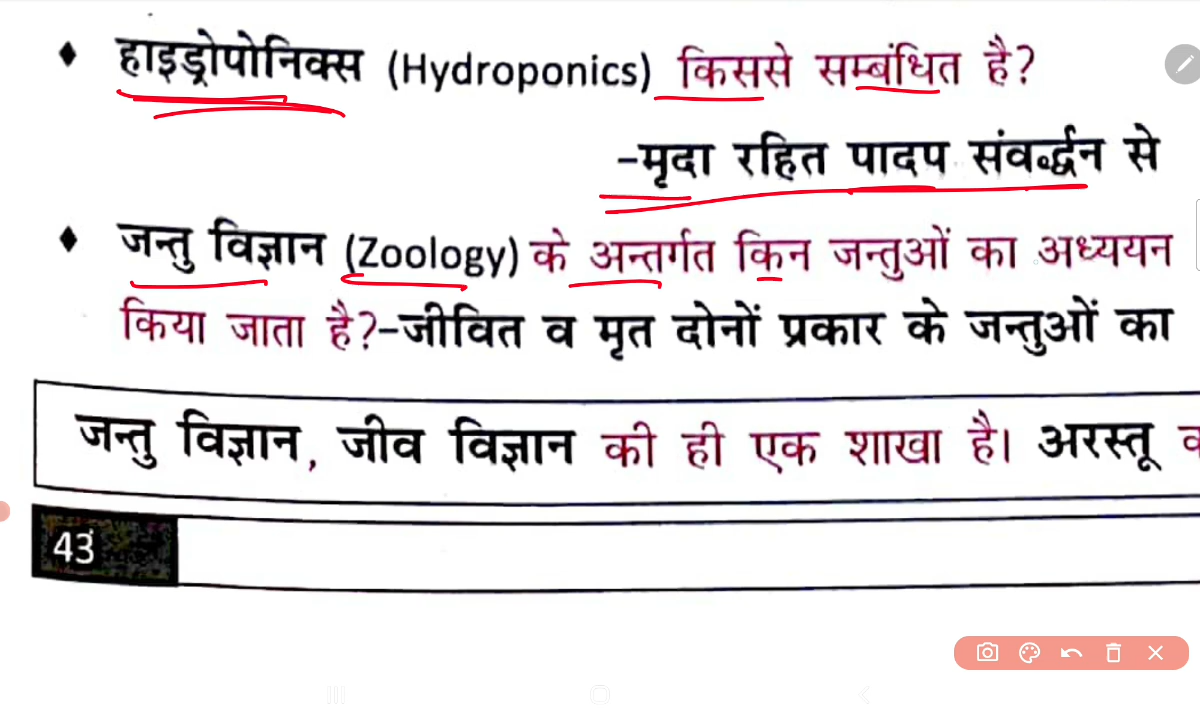 ♦ हाइड्रोपोनिक्स (Hydroponics) किससे सम्बंधित है?
-मृदा रहित पादप संवर्द्धन से
♦ जन्तु विज्ञान (Zoology) के अन्तर्गत किन जन्तुओं का अध्ययन
किया जाता है?-जीवित व मृत दोनों प्रकार के जन्तुओं का
जन्तु विज्ञान, जीव विज्ञान की ही एक शाखा है। अरस्तू
43